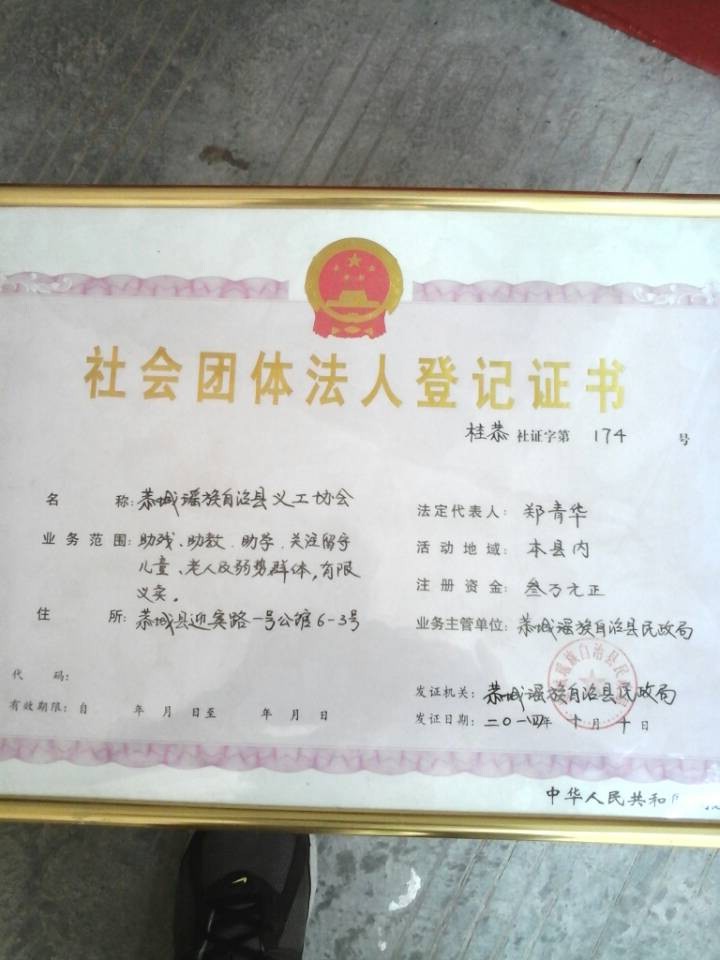 社会团体法人登记证书
桂恭 社证字第 174 号
名 称: 恭城瑶族自治县义工协会
业务范围: 助残、助教、助学、关注留守
儿童、老人及弱势群体,有限
义卖。
住 所: 恭城县迎宾路一号公馆6-3号
代 码:
有效期限: 自 年 月 日至 年 月 日
法定代表人: 郑青华
活动地域: 本县内
注册资金: 叁万元正
业务主管单位: 恭城瑶族自治县民政局
发证机关: 恭城瑶族自治县民政局
发证日期: 二〇一四年 十月 十日
中华人民共和